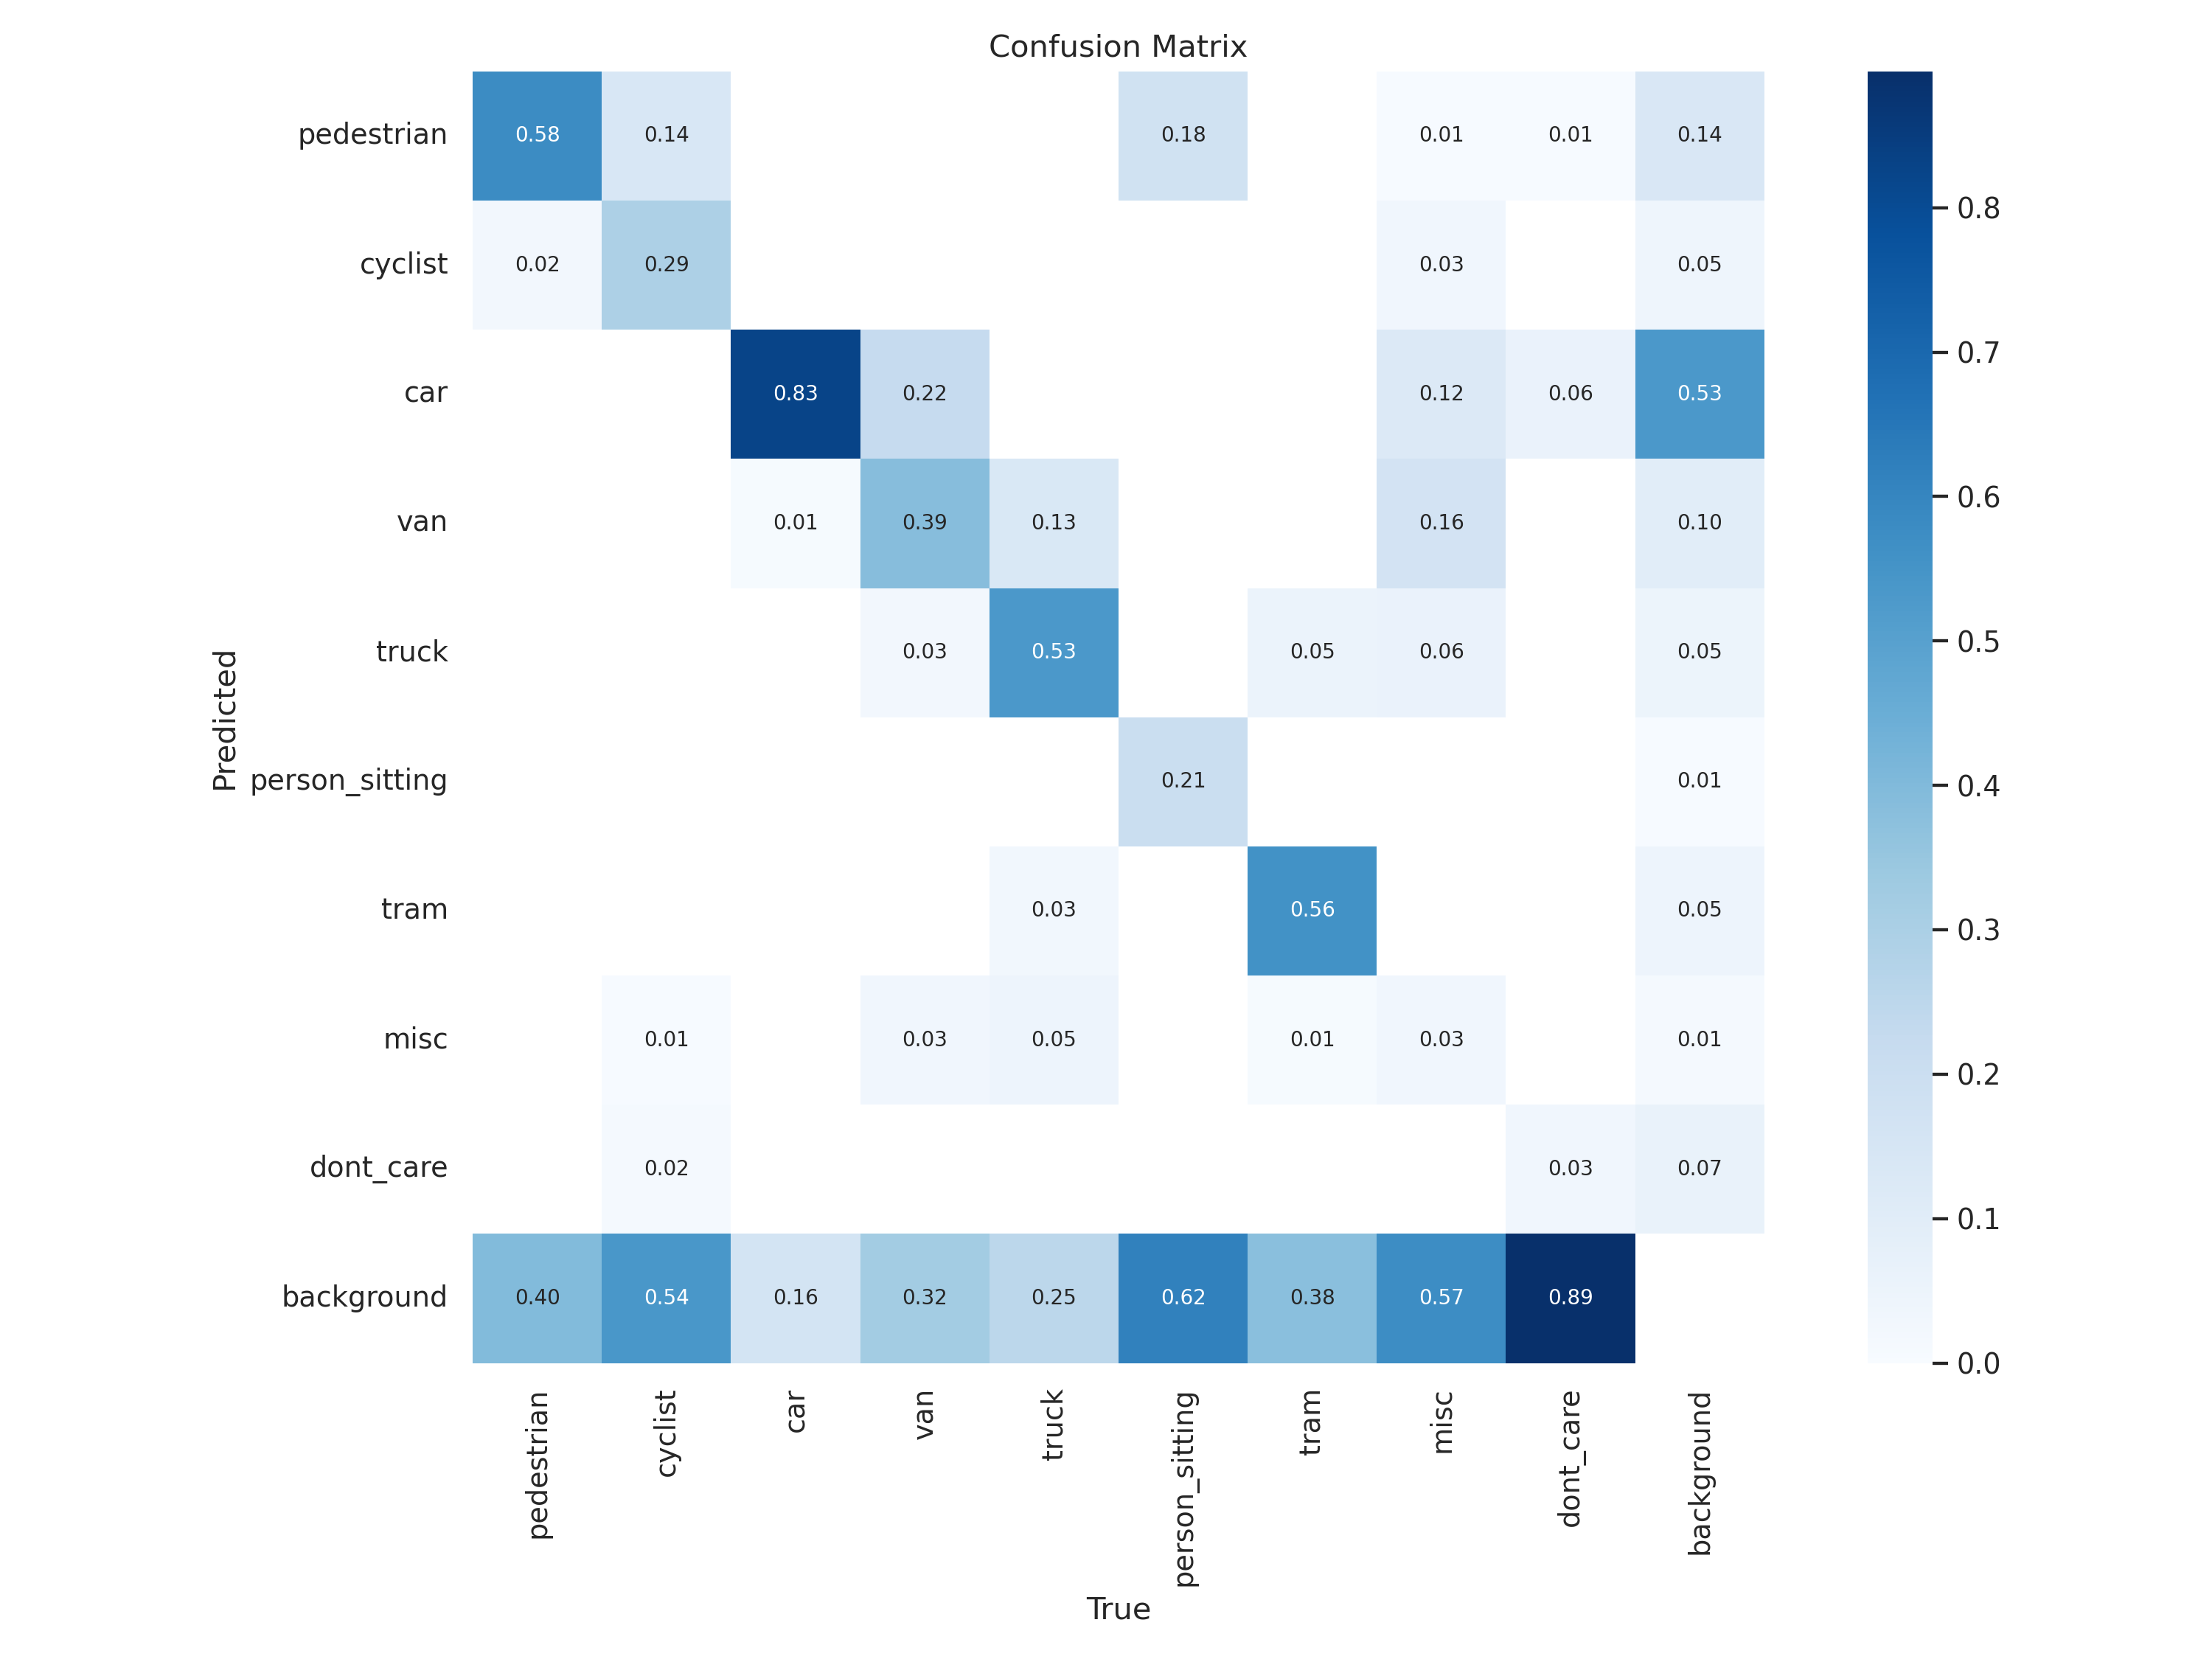 Confusion Matrix
pedestrian 0.58 0.14 0.18 0.01 0.01 0.14
cyclist 0.02 0.29 0.03 0.05
car 0.83 0.22 0.12 0.06 0.53
van 0.01 0.39 0.13 0.16 0.10
truck 0.03 0.53 0.05 0.06 0.05
person_sitting 0.21 0.01
tram 0.03 0.56 0.05
misc 0.01 0.03 0.05 0.01 0.03 0.01
dont_care 0.02 0.03 0.07
background 0.40 0.54 0.16 0.32 0.25 0.62 0.38 0.57 0.89
Predicted
pedestrian
cyclist
car
van
truck
person_sitting
tram
misc
dont_care
background
True
0.8
0.7
0.6
0.5
0.4
0.3
0.2
0.1
0.0